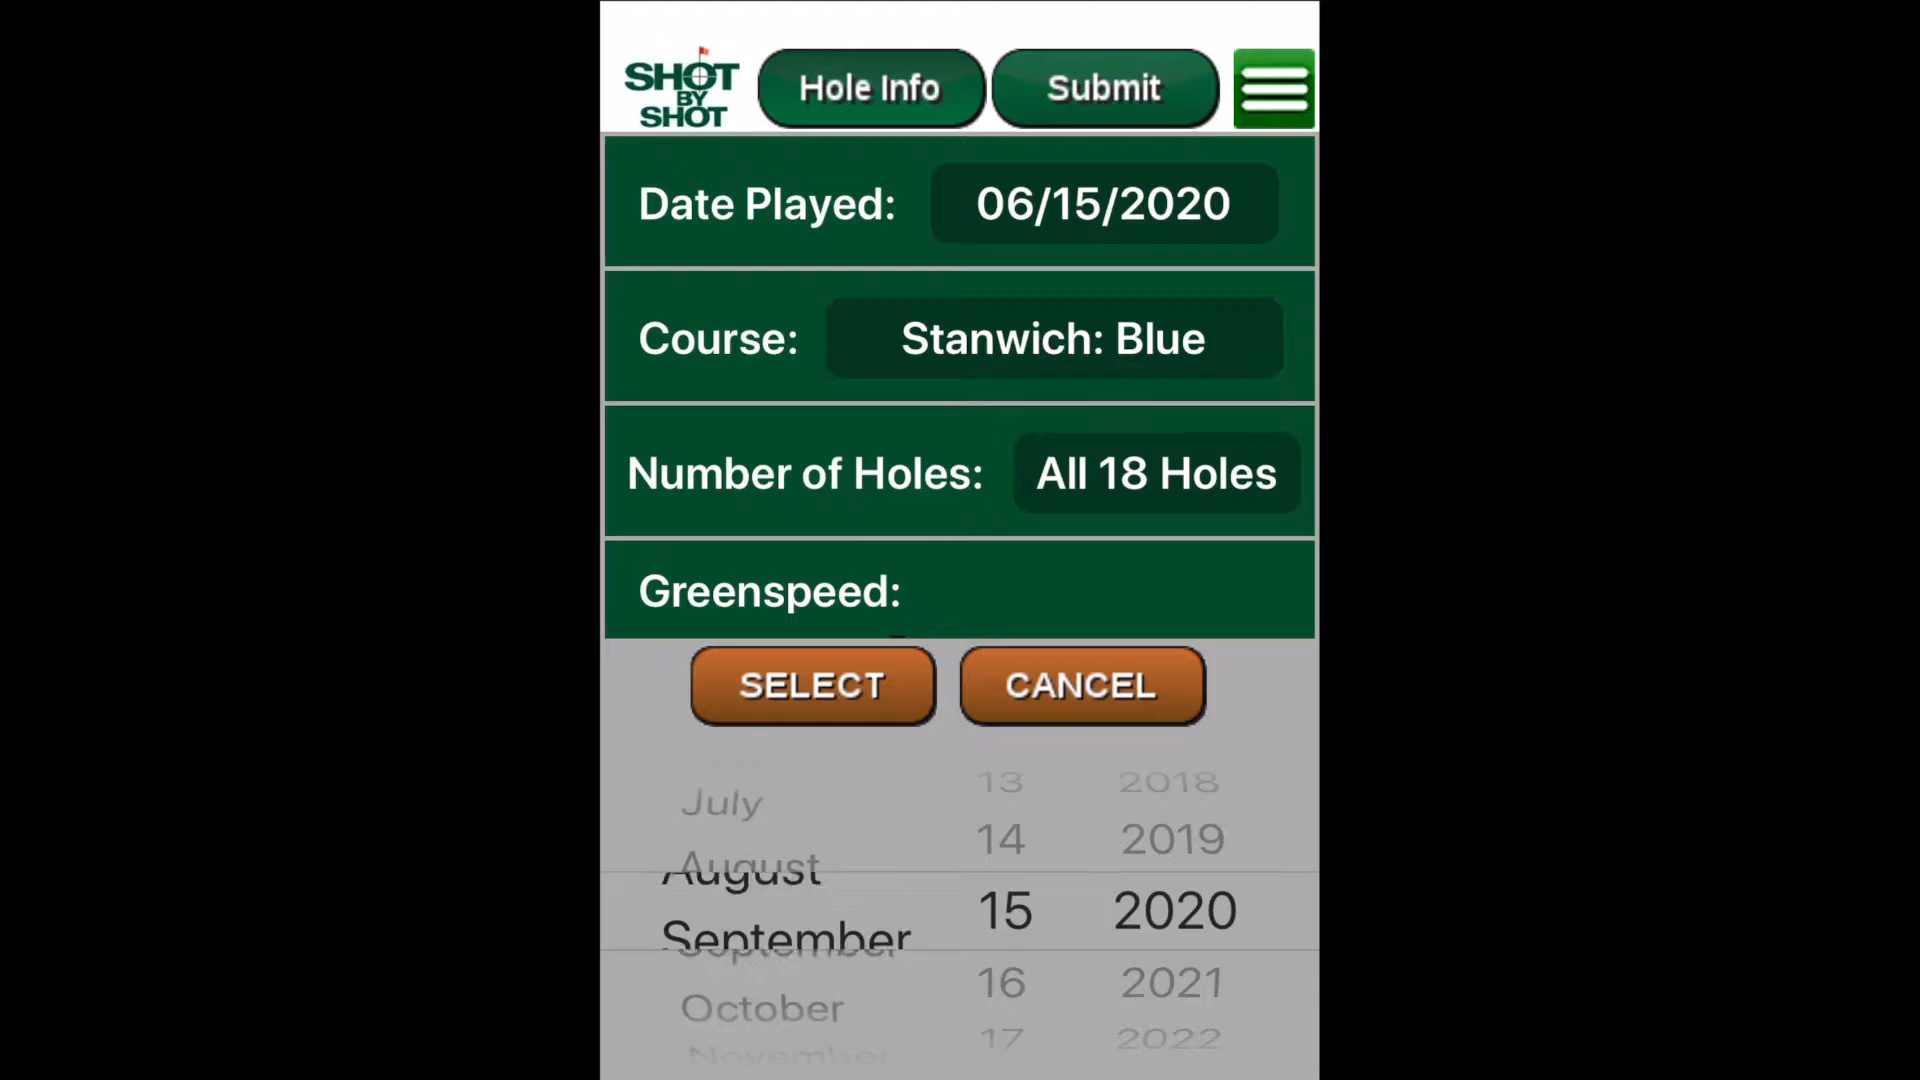 SHOT
BY
SHOT
Hole Info
Submit
Date Played: 06/15/2020
Course: Stanwich: Blue
Number of Holes: All 18 Holes
Greenspeed:
SELECT CANCEL
July 13 2018
August 14 2019
September 15 2020
October 16 2021
November 17 2022